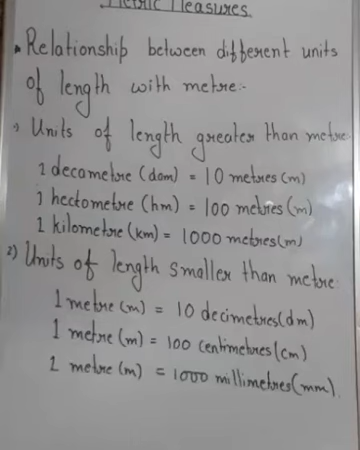 Metric Measures.
• Relationship between different units
of length with metre:-
1) Units of length greater than metre:
1 decametre (dam) = 10 metres (m)
1 hectometre (hm) = 100 metres (m)
1 kilometre (km) = 1000 metres (m)
2) Units of length smaller than metre:
1 metre (m) = 10 decimetres (dm)
1 metre (m) = 100 centimetres (cm)
1 metre (m) = 1000 millimetres (mm).